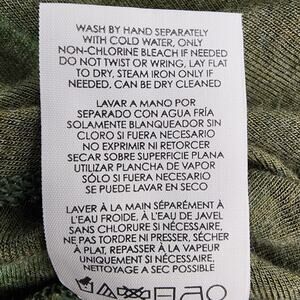 WASH BY HAND SEPARATELY
WITH COLD WATER, ONLY
NON-CHLORINE BLEACH IF NEEDED
DO NOT TWIST OR WRING, LAY FLAT
TO DRY, STEAM IRON ONLY IF
NEEDED, CAN BE DRY CLEANED
LAVAR A MANO POR
SEPARADO CON AGUA FRÍA
SOLAMENTE BLANQUEADOR SIN
CLORO SI FUERA NECESARIO
NO EXPRIMIR NI RETORCER
SECAR SOBRE SUPERFICIE PLANA
UTILIZAR PLANCHA DE VAPOR
SÓLO SI FUERA NECESARIO
SE PUEDE LAVAR EN SECO
LAVER À LA MAIN SÉPARÉMENT À
L'EAU FROIDE, À L'EAU DE JAVEL
SANS CHLORURE SI NÉCESSAIRE,
NE PAS TORDRE NI PRESSER, SÉCHER
À PLAT, REPASSER À LA VAPEUR
UNIQUEMENT SI NÉCESSAIRE,
NETTOYAGE A SEC POSSIBLE